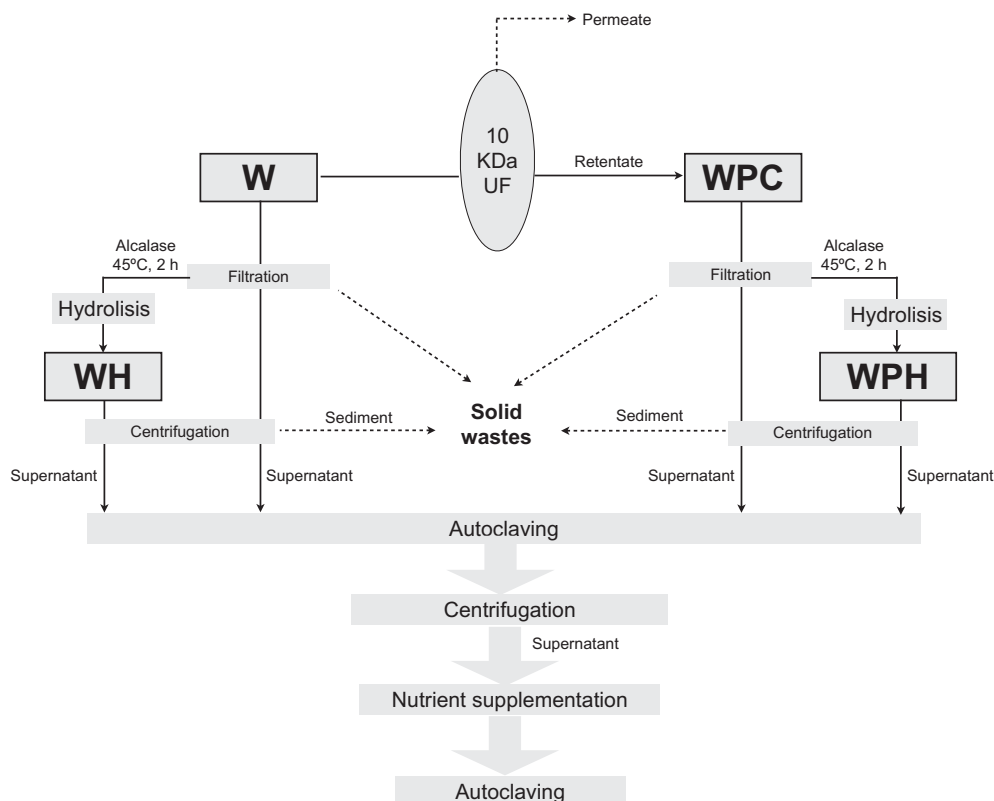 Permeate
10
KDa
UF
W
Retentate
WPC
Alcalase
45ºC, 2 h
Filtration
Filtration
Alcalase
45ºC, 2 h
Hydrolisis
Hydrolisis
WH
WPH
Solid
wastes
Centrifugation
Sediment
Sediment
Centrifugation
Supernatant
Supernatant
Supernatant
Supernatant
Autoclaving
Centrifugation
Supernatant
Nutrient supplementation
Autoclaving